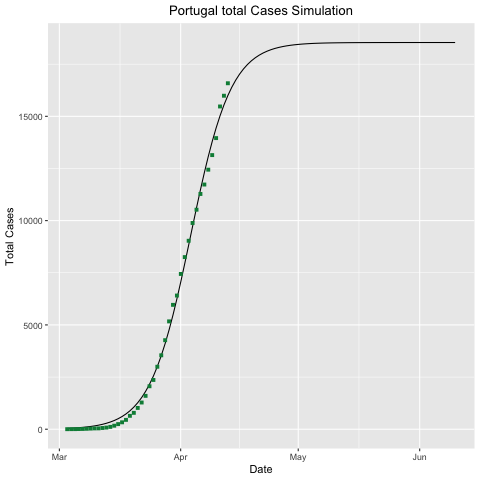 Portugal total Cases Simulation
Total Cases
15000
10000
5000
0
Mar
Apr
May
Jun
Date